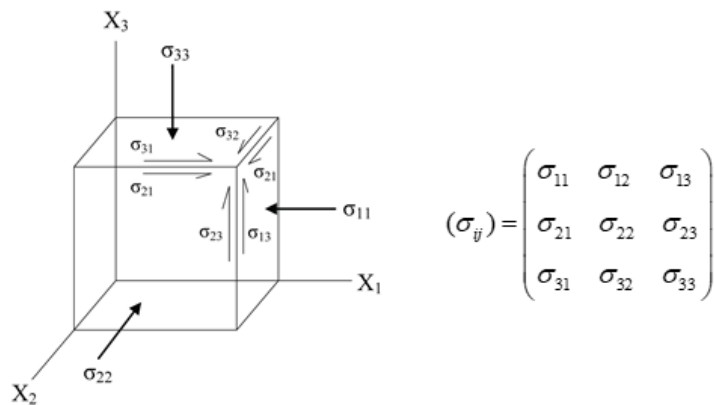 X₃
σ₃₃
σ₃₂
σ₃₁
σ₂₁
σ₂₁
σ₁₁
σ₂₃
σ₁₃
X₁
σ₂₂
X₂
(σᵢⱼ) = ( σ₁₁ σ₁₂ σ₁₃
σ₂₁ σ₂₂ σ₂₃
σ₃₁ σ₃₂ σ₃₃ )